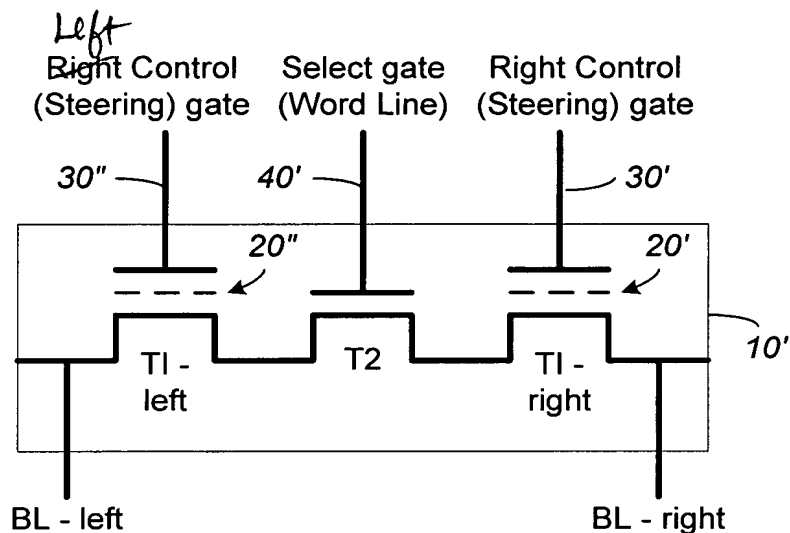 Left
Right Control
(Steering) gate
Select gate
(Word Line)
Right Control
(Steering) gate
30"
40'
30'
20"
20'
10'
TI -
left
T2
TI -
right
BL - left
BL - right